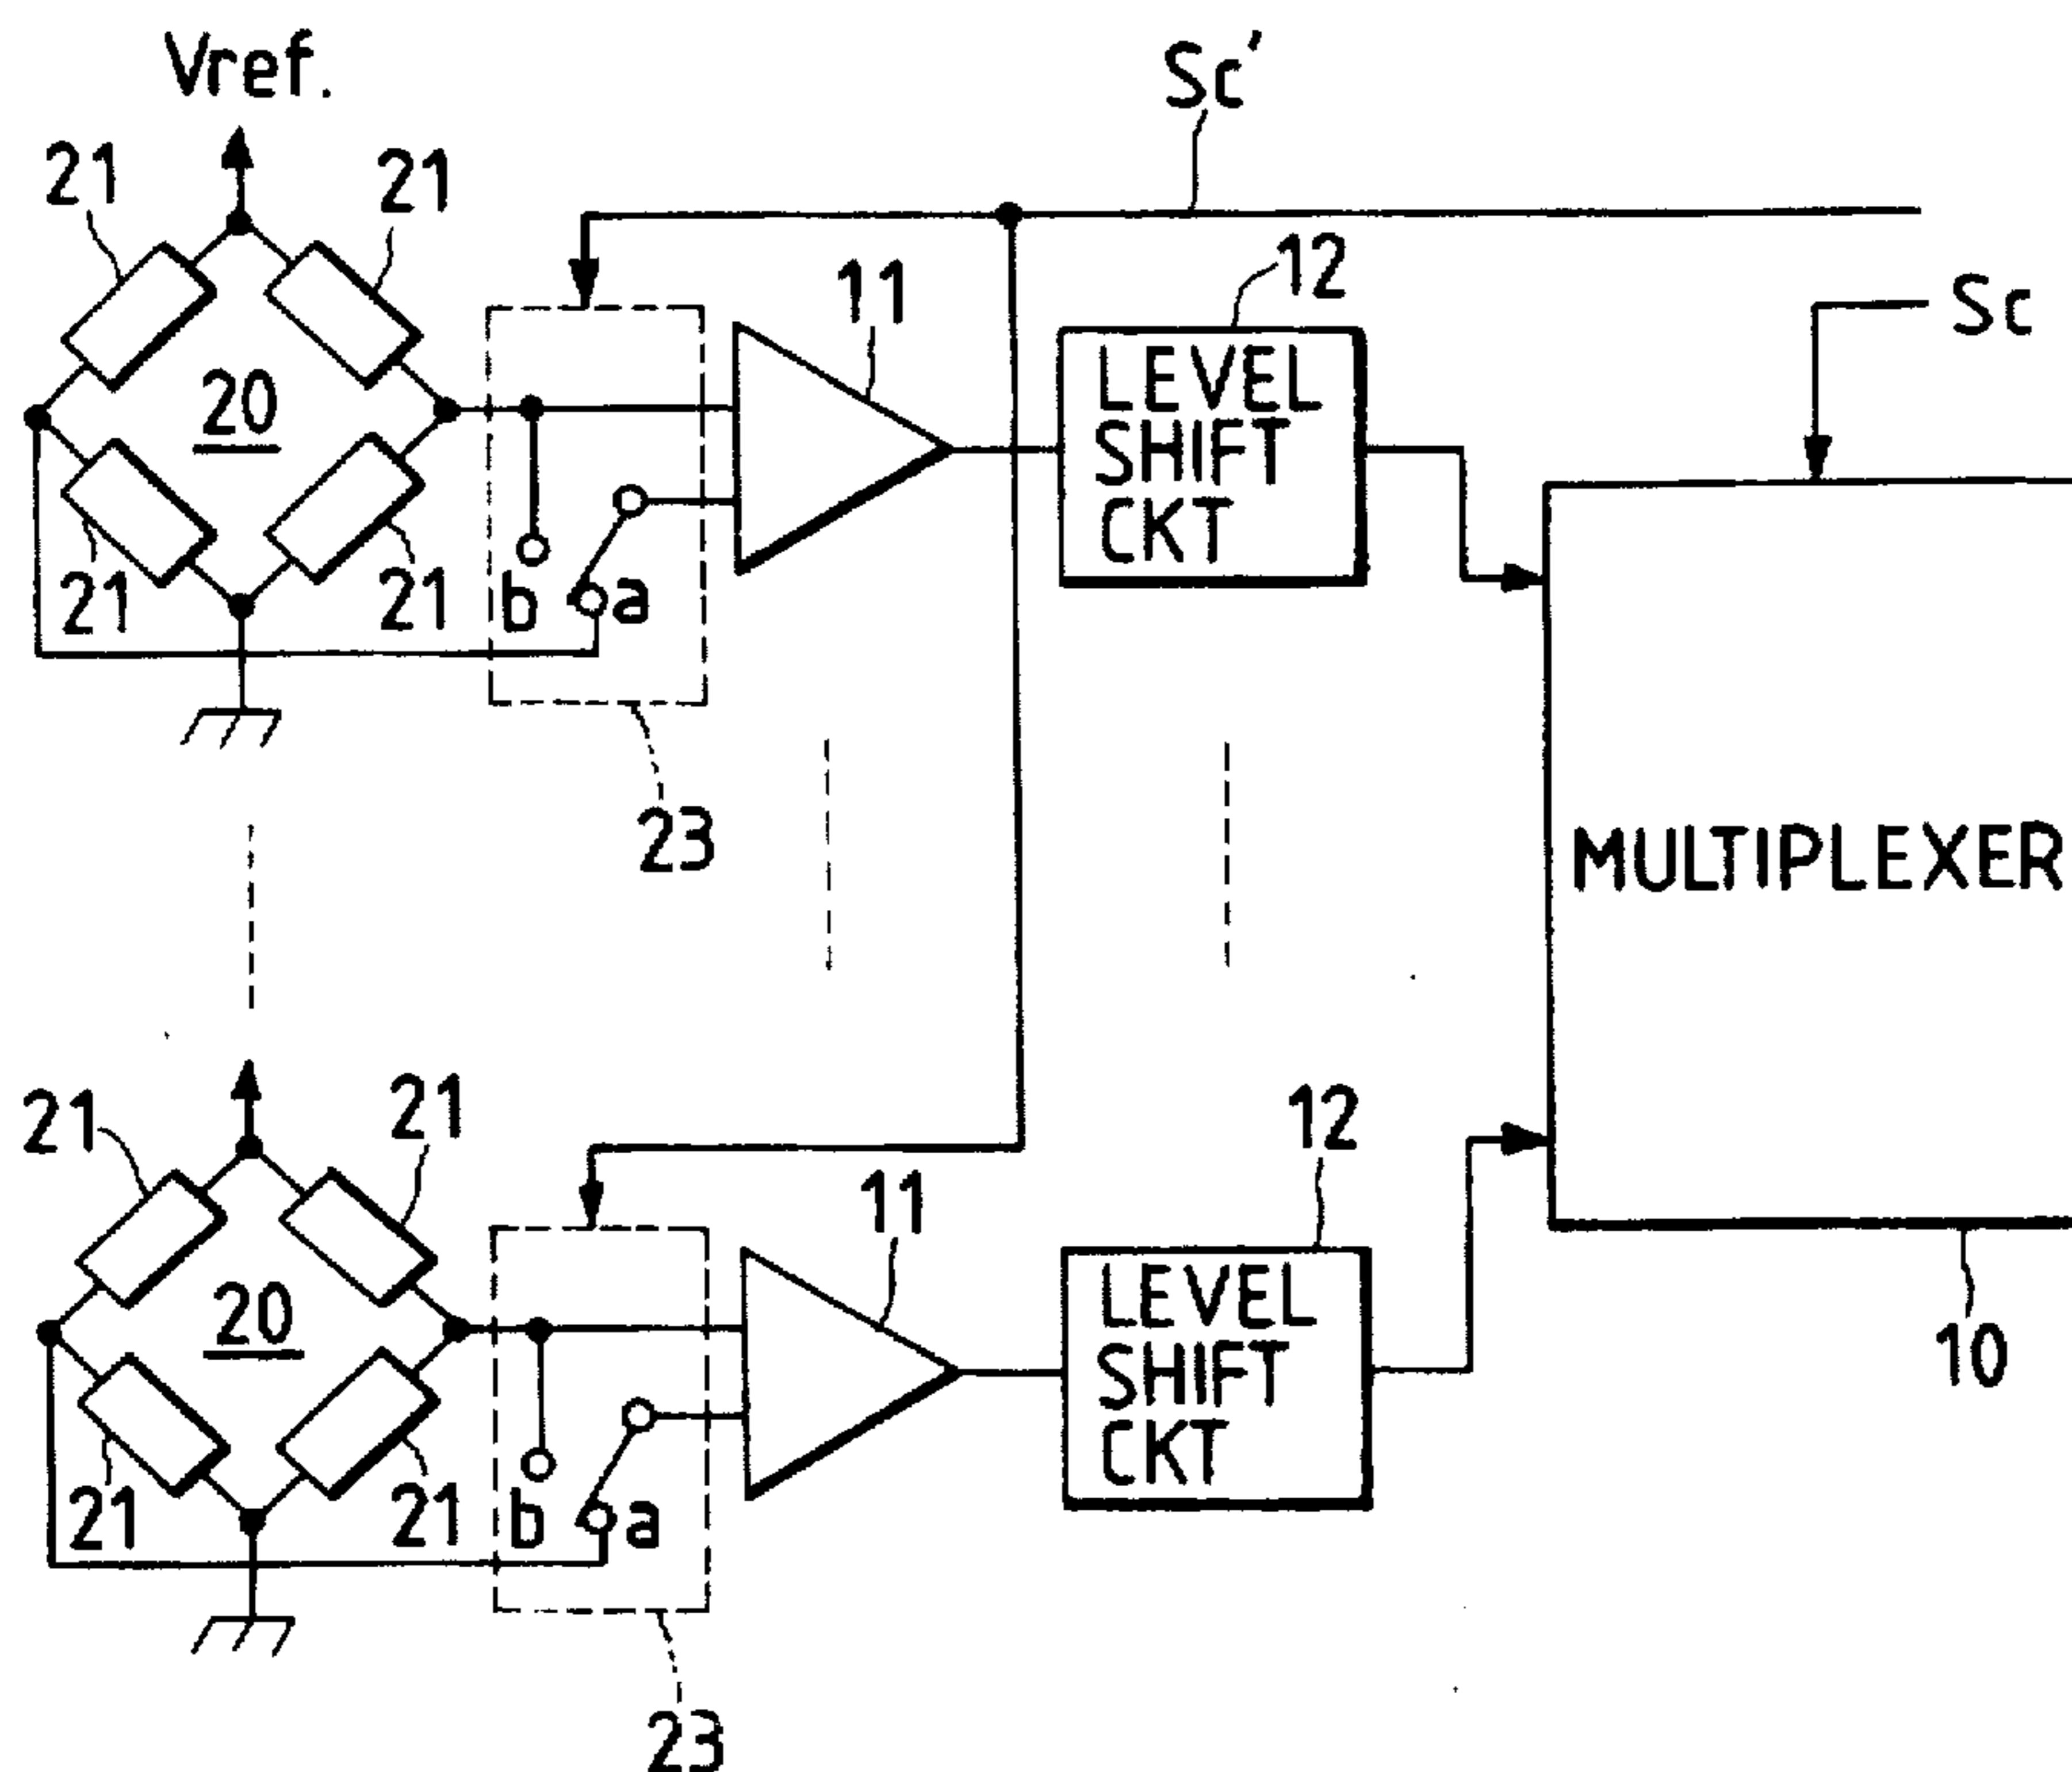 Vref.
Sc'
21
21
11
12
Sc
LEVEL
SHIFT
CKT
20
21
21
b
a
23
MULTIPLEXER
21
21
12
11
20
LEVEL
SHIFT
CKT
10
21
21
b
a
23